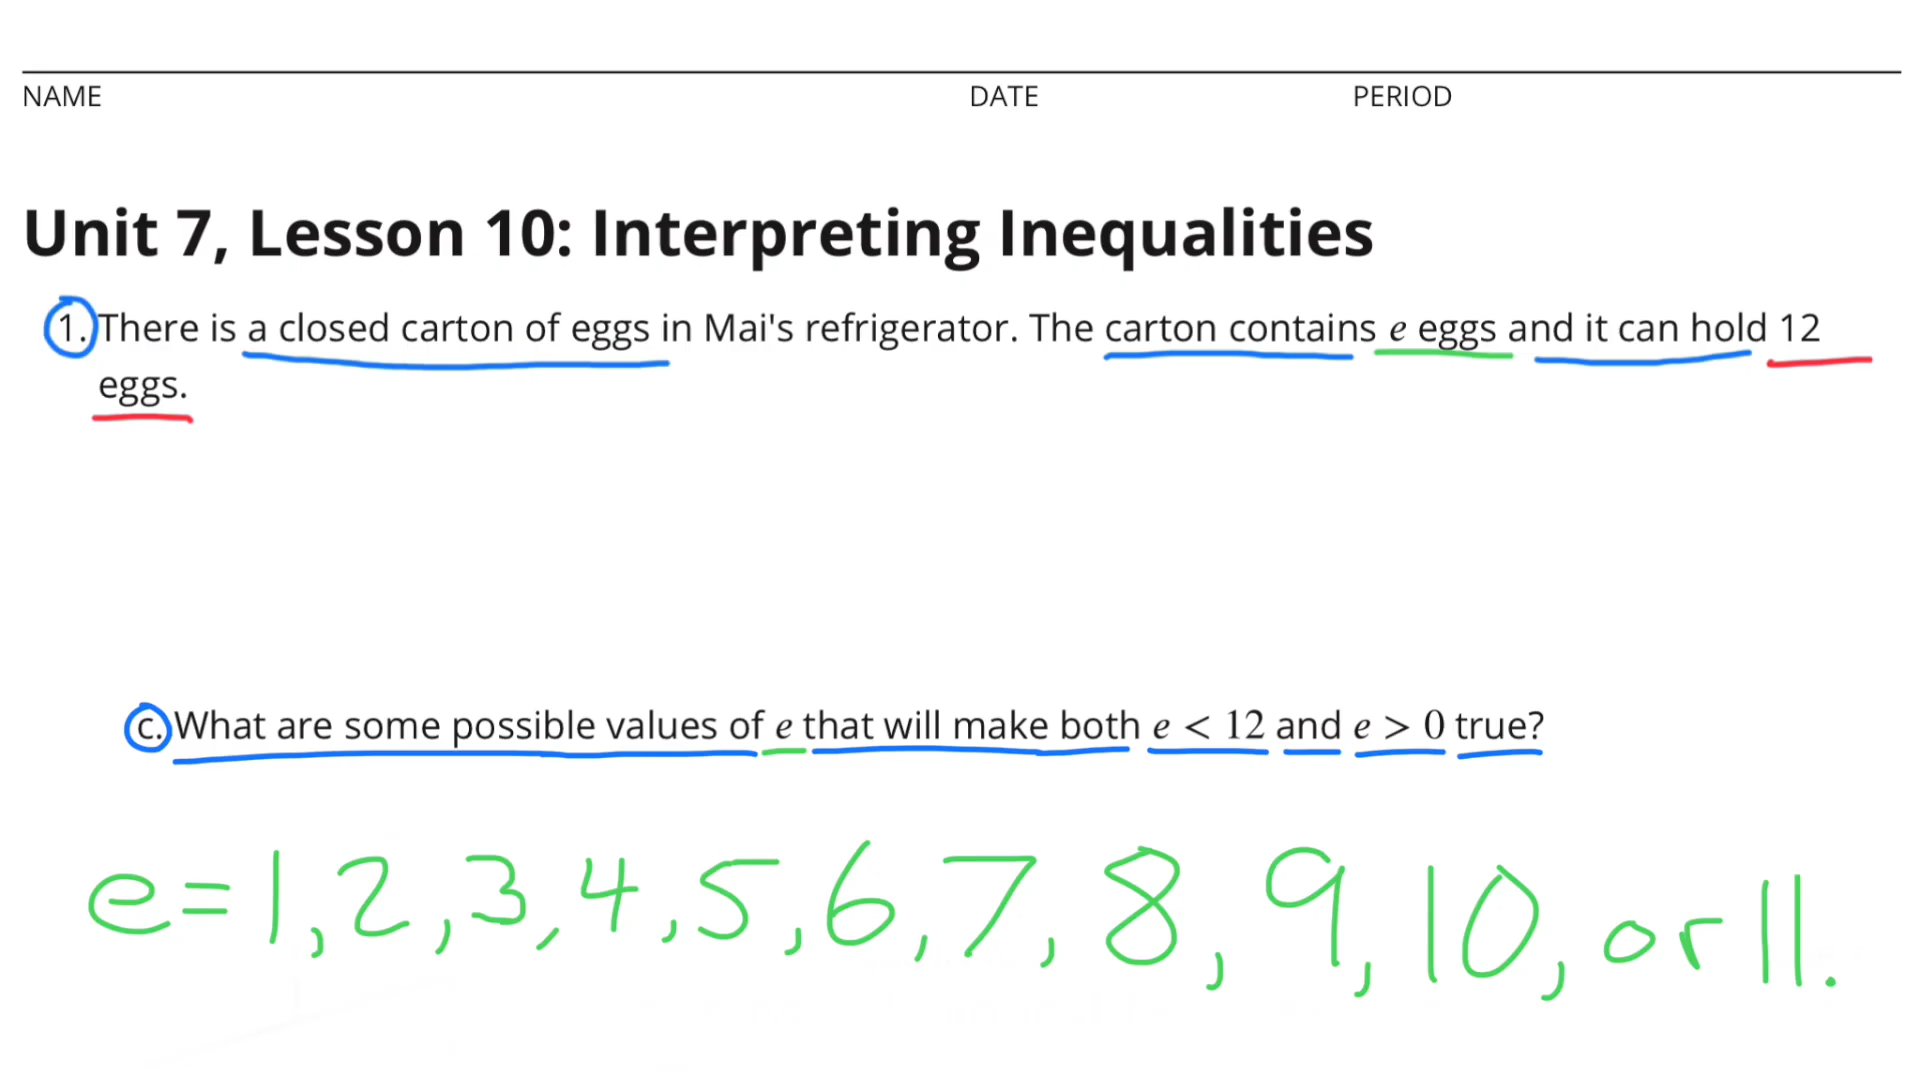 NAME DATE PERIOD
Unit 7, Lesson 10: Interpreting Inequalities
1. There is a closed carton of eggs in Mai's refrigerator. The carton contains e eggs and it can hold 12
eggs.
c. What are some possible values of e that will make both e < 12 and e > 0 true?
e=1,2,3,4,5,6,7,8,9,10, or 11.